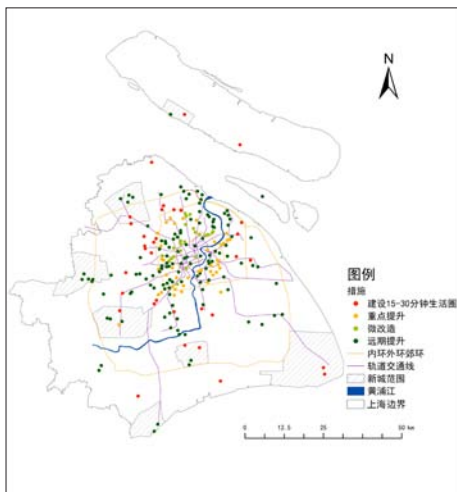 N
图例
措施
建设15-30分钟生活圈
重点提升
微改造
远期提升
内环外环郊环
轨道交通线
新城范围
黄浦江
上海边界
0 12.5 25 50 km